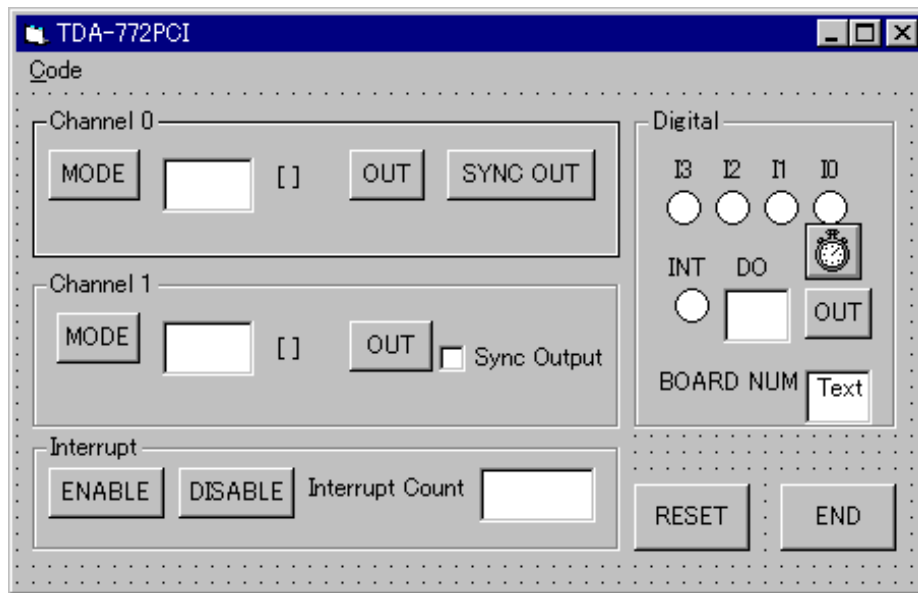 TDA-772PCI
Code
Channel 0
MODE [ ] OUT SYNC OUT
Channel 1
MODE [ ] OUT Sync Output
Interrupt
ENABLE DISABLE Interrupt Count
Digital
I3 I2 I1 I0
INT DO
OUT
BOARD NUM Text
RESET END